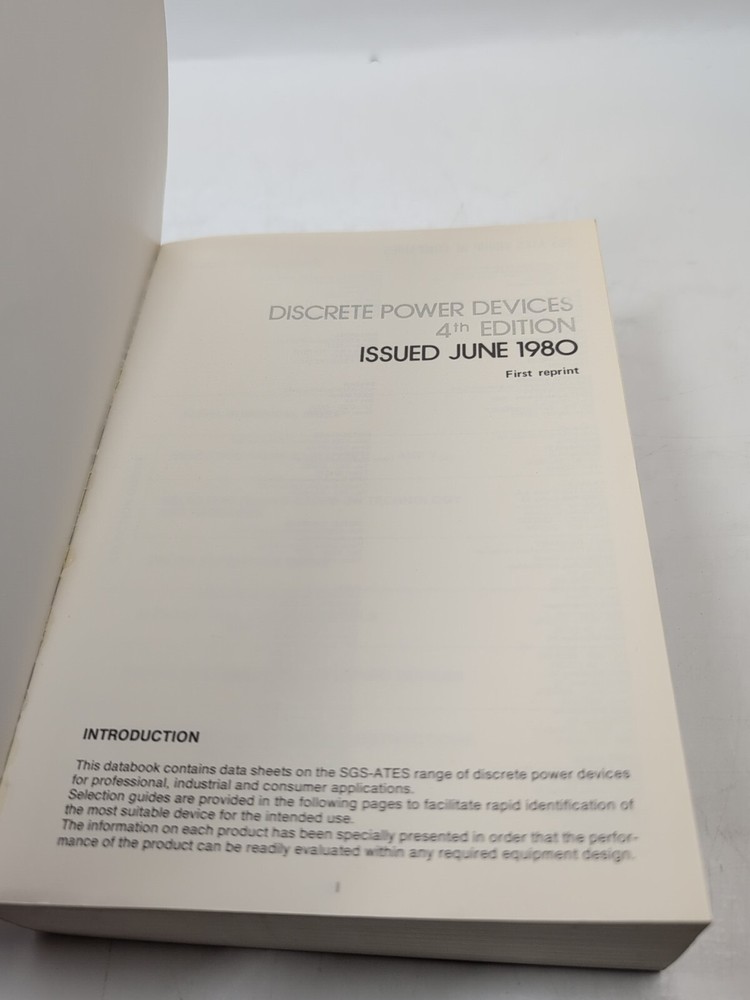 DISCRETE POWER DEVICES
4th EDITION
ISSUED JUNE 1980
First reprint
INTRODUCTION
This databook contains data sheets on the SGS-ATES range of discrete power devices
for professional, industrial and consumer applications.
Selection guides are provided in the following pages to facilitate rapid identification of
the most suitable device for the intended use.
The information on each product has been specially presented in order that the perfor-
mance of the product can be readily evaluated within any required equipment design.
I